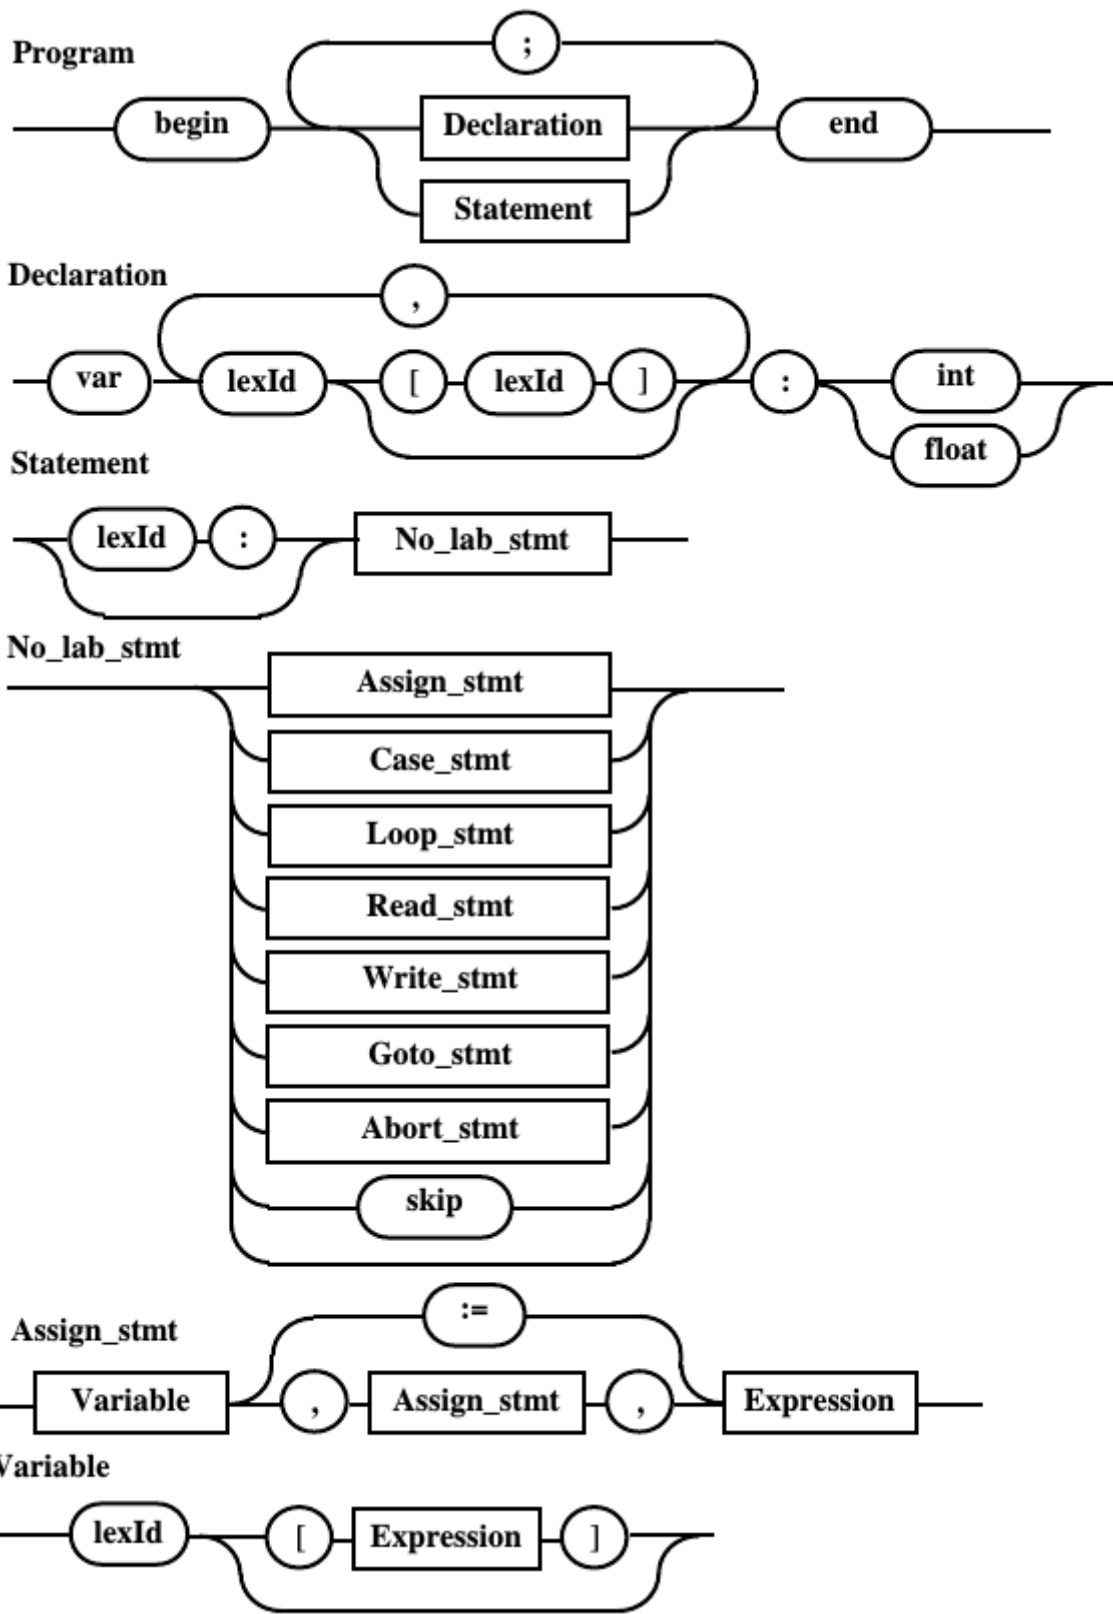 ;
Program
begin Declaration end
Statement
Declaration
,
var lexId [ lexId ] : int
float
Statement
lexId : No_lab_stmt
No_lab_stmt
Assign_stmt
Case_stmt
Loop_stmt
Read_stmt
Write_stmt
Goto_stmt
Abort_stmt
skip
:=
Assign_stmt
Variable , Assign_stmt , Expression
Variable
lexId [ Expression ]